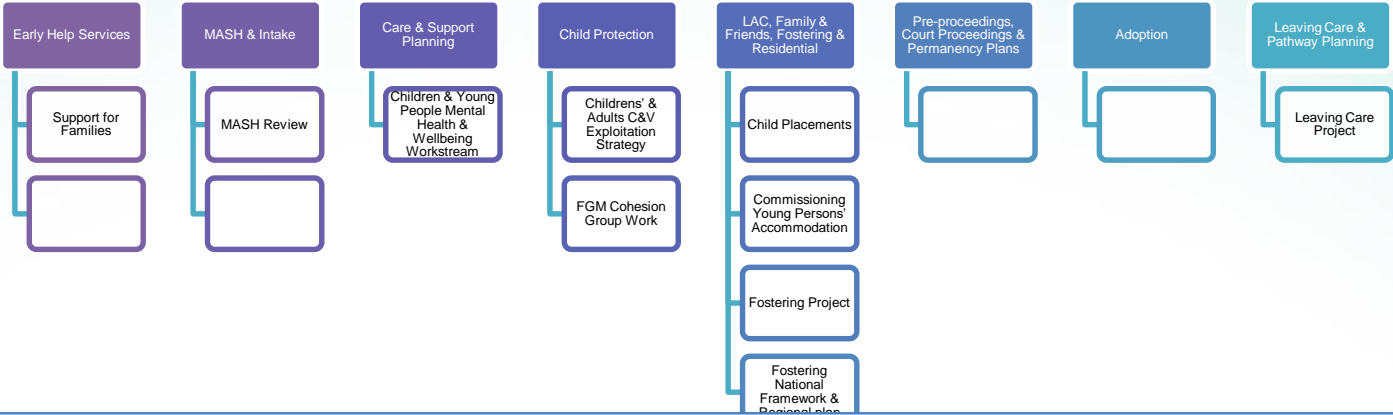 Early Help Services
Support for
Families
MASH & Intake
MASH Review
Care & Support
Planning
Children & Young
People Mental
Health &
Wellbeing
Workstream
Child Protection
Childrens' &
Adults C&V
Exploitation
Strategy
FGM Cohesion
Group Work
LAC, Family &
Friends, Fostering &
Residential
Child Placements
Commissioning
Young Persons'
Accommodation
Fostering Project
Fostering
National
Framework &
Regional plan
Pre-proceedings,
Court Proceedings &
Permanency Plans
Adoption
Leaving Care &
Pathway Planning
Leaving Care
Project